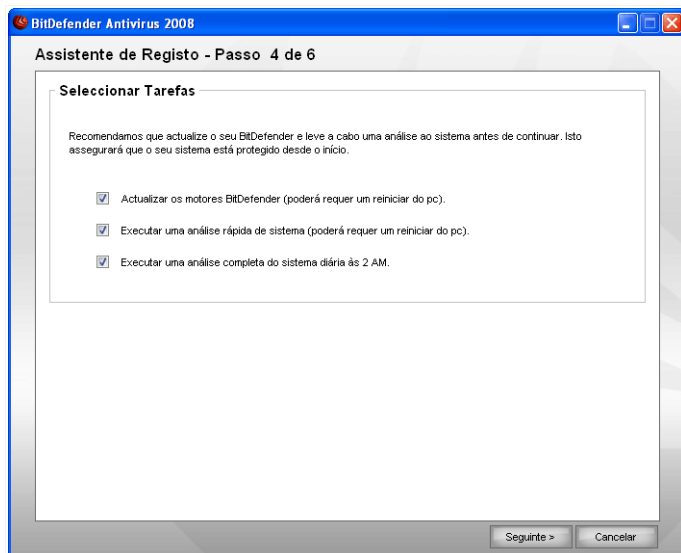 BitDefender Antivirus 2008
Assistente de Registo - Passo 4 de 6
Seleccionar Tarefas
Recomendamos que actualize o seu BitDefender e leve a cabo uma análise ao sistema antes de continuar. Isto
assegurará que o seu sistema está protegido desde o início.
Actualizar os motores BitDefender (poderá requer um reiniciar do pc).
Executar uma análise rápida de sistema (poderá requer um reiniciar do pc).
Executar uma análise completa do sistema diária às 2 AM.
Seguinte > Cancelar